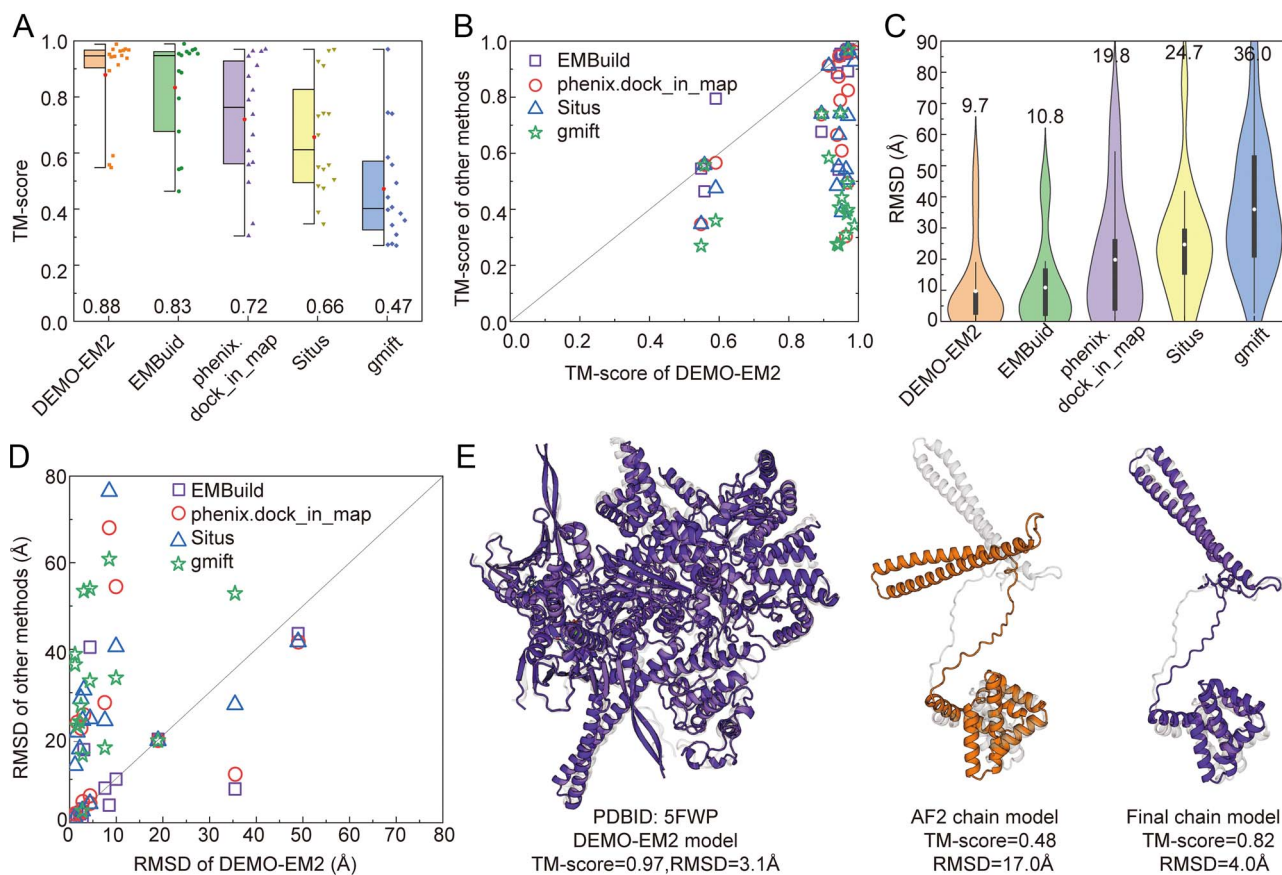 A
TM-score
1.0
0.8
0.6
0.4
0.2
0.0
0.88
0.83
0.72
0.66
0.47
DEMO-EM2
EMBuid
phenix.
dock_in_map
Situs
gmift
B
TM-score of other methods
1.0
0.8
0.6
0.4
0.2
0.0
EMBuild
phenix.dock_in_map
Situs
gmift
0.0
0.2
0.4
0.6
0.8
1.0
TM-score of DEMO-EM2
C
RMSD (Å)
90
80
70
60
50
40
30
20
10
0
9.7
10.8
19.8
24.7
36.0
DEMO-EM2
EMBuid
phenix.
dock_in_map
Situs
gmift
D
RMSD of other methods (Å)
80
60
40
20
0
EMBuild
phenix.dock_in_map
Situs
gmift
0
10
20
30
40
50
60
70
80
RMSD of DEMO-EM2 (Å)
E
PDBID: 5FWP
DEMO-EM2 model
TM-score=0.97,RMSD=3.1Å
AF2 chain model
TM-score=0.48
RMSD=17.0Å
Final chain model
TM-score=0.82
RMSD=4.0Å